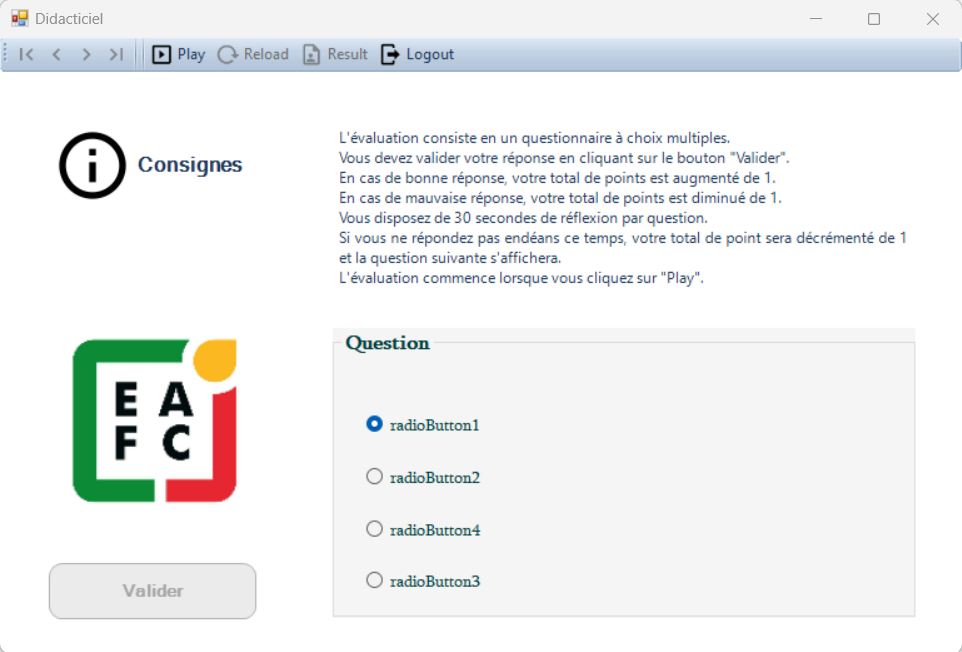 Didacticiel
Play Reload Result Logout
Consignes
L'évaluation consiste en un questionnaire à choix multiples.
Vous devez valider votre réponse en cliquant sur le bouton "Valider".
En cas de bonne réponse, votre total de points est augmenté de 1.
En cas de mauvaise réponse, votre total de points est diminué de 1.
Vous disposez de 30 secondes de réflexion par question.
Si vous ne répondez pas endéans ce temps, votre total de point sera décrémenté de 1
et la question suivante s'affichera.
L'évaluation commence lorsque vous cliquez sur "Play".
E A
F C
Question
radioButton1
radioButton2
radioButton4
radioButton3
Valider